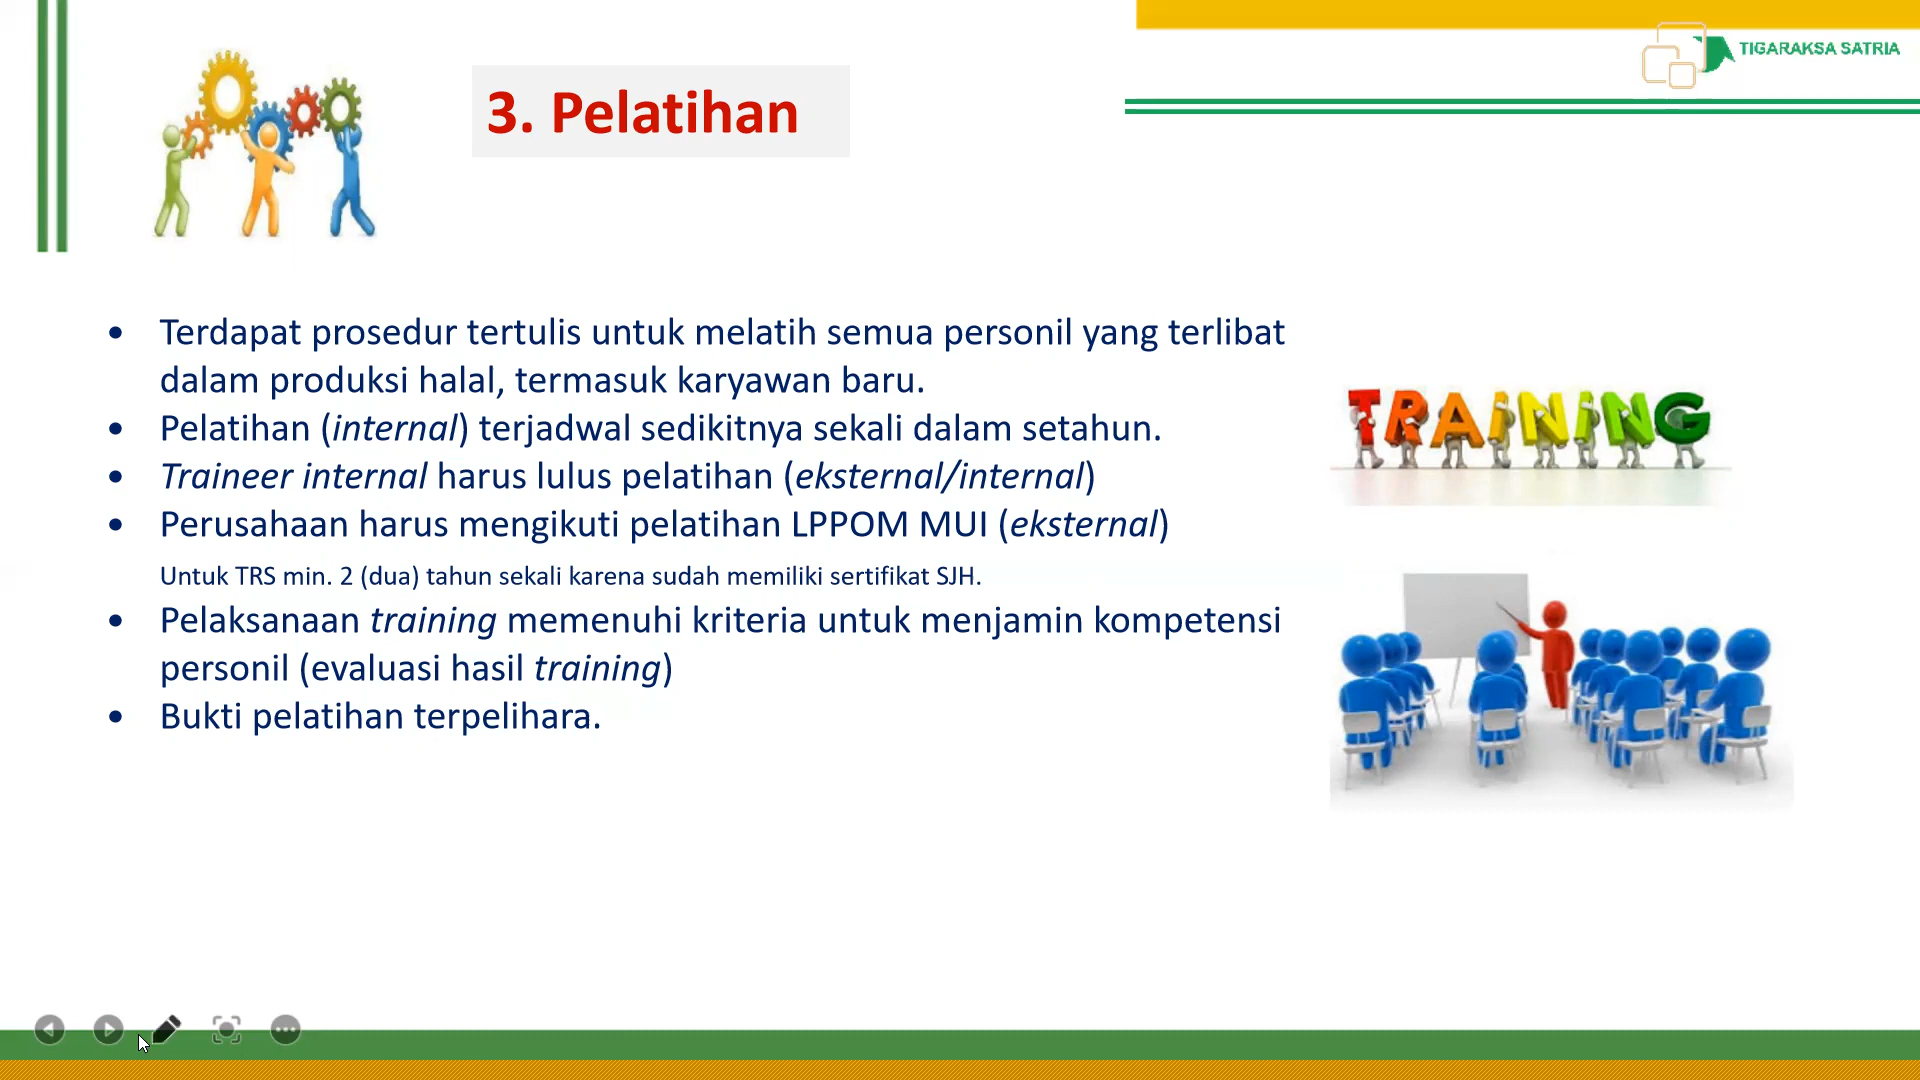 TIGARAKSA SATRIA
3. Pelatihan
• Terdapat prosedur tertulis untuk melatih semua personil yang terlibat
dalam produksi halal, termasuk karyawan baru.
• Pelatihan (internal) terjadwal sedikitnya sekali dalam setahun.
• Traineer internal harus lulus pelatihan (eksternal/internal)
• Perusahaan harus mengikuti pelatihan LPPOM MUI (eksternal)
Untuk TRS min. 2 (dua) tahun sekali karena sudah memiliki sertifikat SJH.
• Pelaksanaan training memenuhi kriteria untuk menjamin kompetensi
personil (evaluasi hasil training)
• Bukti pelatihan terpelihara.
TRAINING